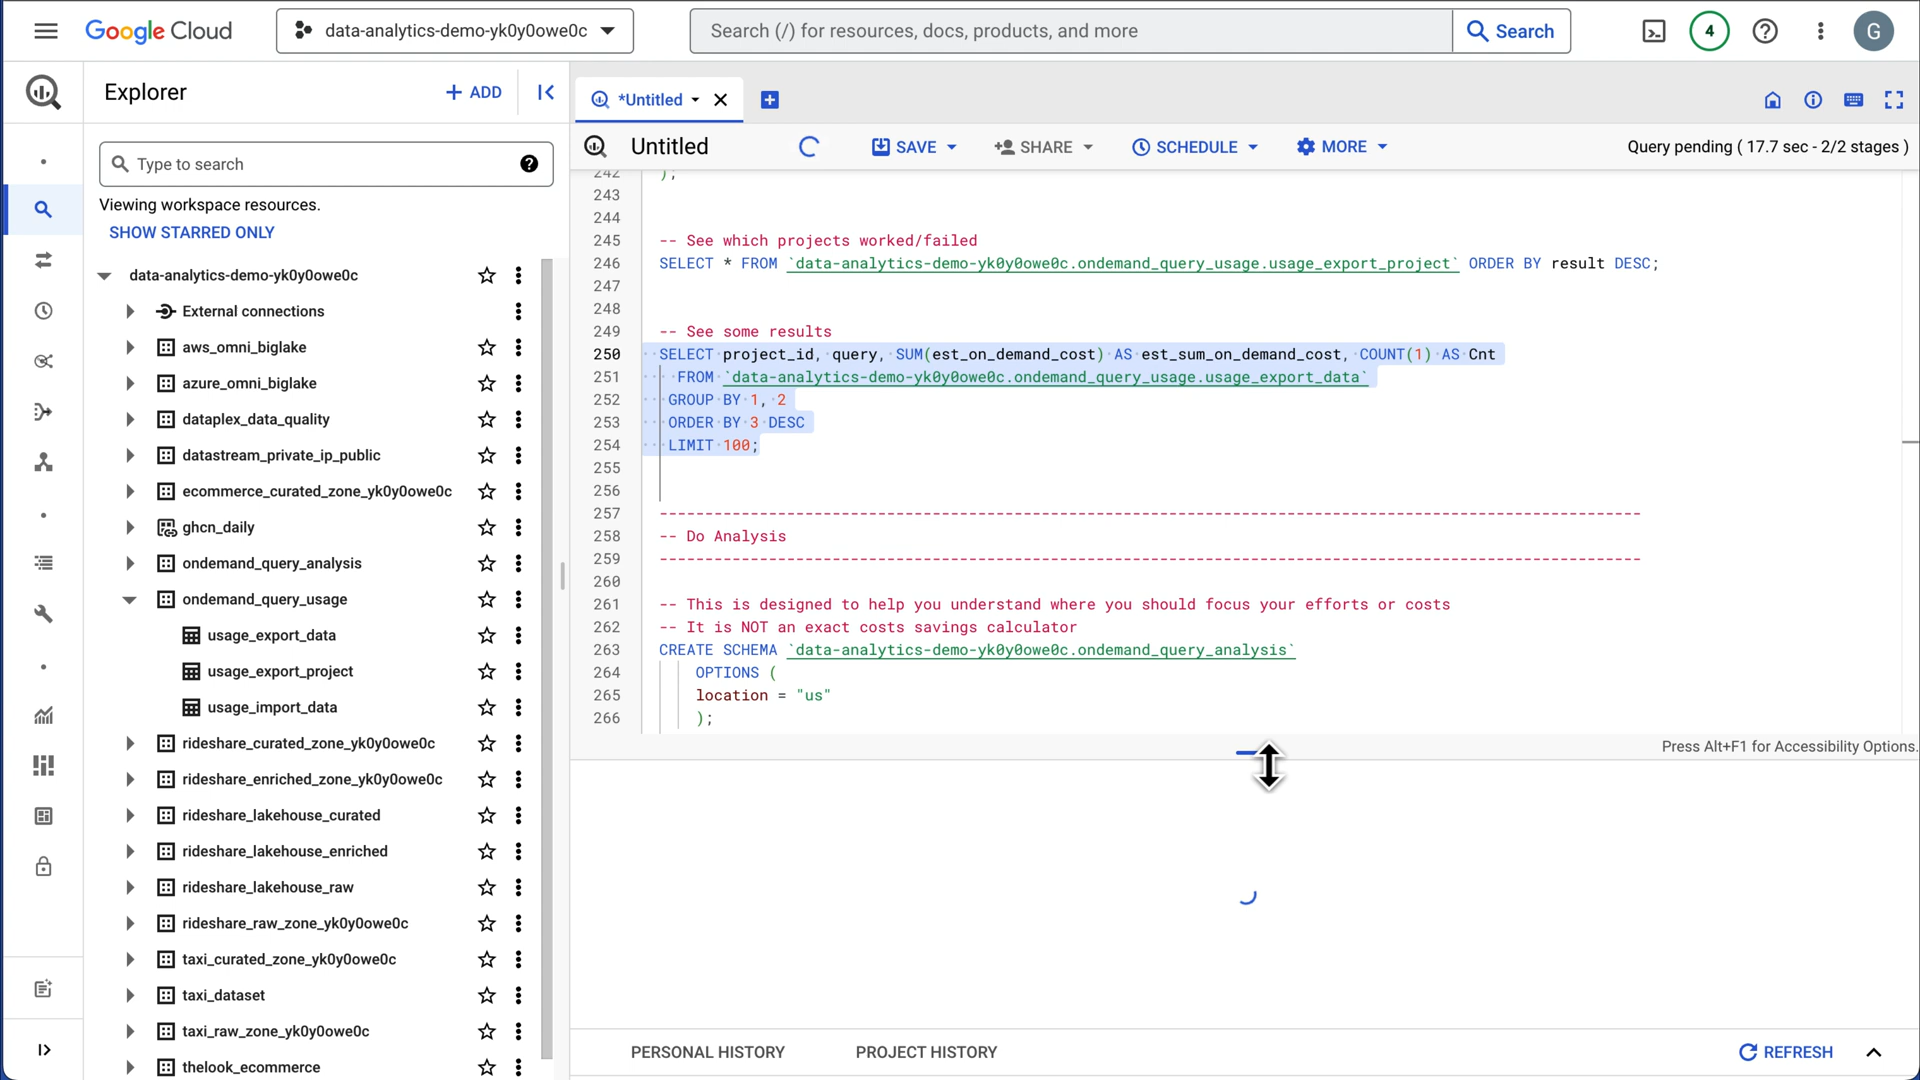 Google Cloud
data-analytics-demo-yk0y0owe0c
Search (/) for resources, docs, products, and more
Search
4
G
Explorer
+ ADD
*Untitled
Type to search
Viewing workspace resources.
SHOW STARRED ONLY
data-analytics-demo-yk0y0owe0c
External connections
aws_omni_biglake
azure_omni_biglake
dataplex_data_quality
datastream_private_ip_public
ecommerce_curated_zone_yk0y0owe0c
ghcn_daily
ondemand_query_analysis
ondemand_query_usage
usage_export_data
usage_export_project
usage_import_data
rideshare_curated_zone_yk0y0owe0c
rideshare_enriched_zone_yk0y0owe0c
rideshare_lakehouse_curated
rideshare_lakehouse_enriched
rideshare_lakehouse_raw
rideshare_raw_zone_yk0y0owe0c
taxi_curated_zone_yk0y0owe0c
taxi_dataset
taxi_raw_zone_yk0y0owe0c
thelook_ecommerce
Untitled
SAVE
SHARE
SCHEDULE
MORE
Query pending ( 17.7 sec - 2/2 stages )
242 );
243
244
245 -- See which projects worked/failed
246 SELECT * FROM `data-analytics-demo-yk0y0owe0c.ondemand_query_usage.usage_export_project` ORDER BY result DESC;
247
248
249 -- See some results
250 SELECT project_id, query, SUM(est_on_demand_cost) AS est_sum_on_demand_cost, COUNT(1) AS Cnt
251 FROM `data-analytics-demo-yk0y0owe0c.ondemand_query_usage.usage_export_data`
252 GROUP BY 1, 2
253 ORDER BY 3 DESC
254 LIMIT 100;
255
256
257 ------------------------------------------------------------------------------------------------------------
258 -- Do Analysis
259 ------------------------------------------------------------------------------------------------------------
260
261 -- This is designed to help you understand where you should focus your efforts or costs
262 -- It is NOT an exact costs savings calculator
263 CREATE SCHEMA `data-analytics-demo-yk0y0owe0c.ondemand_query_analysis`
264 OPTIONS (
265 location = "us"
266 );
Press Alt+F1 for Accessibility Options.
PERSONAL HISTORY
PROJECT HISTORY
REFRESH